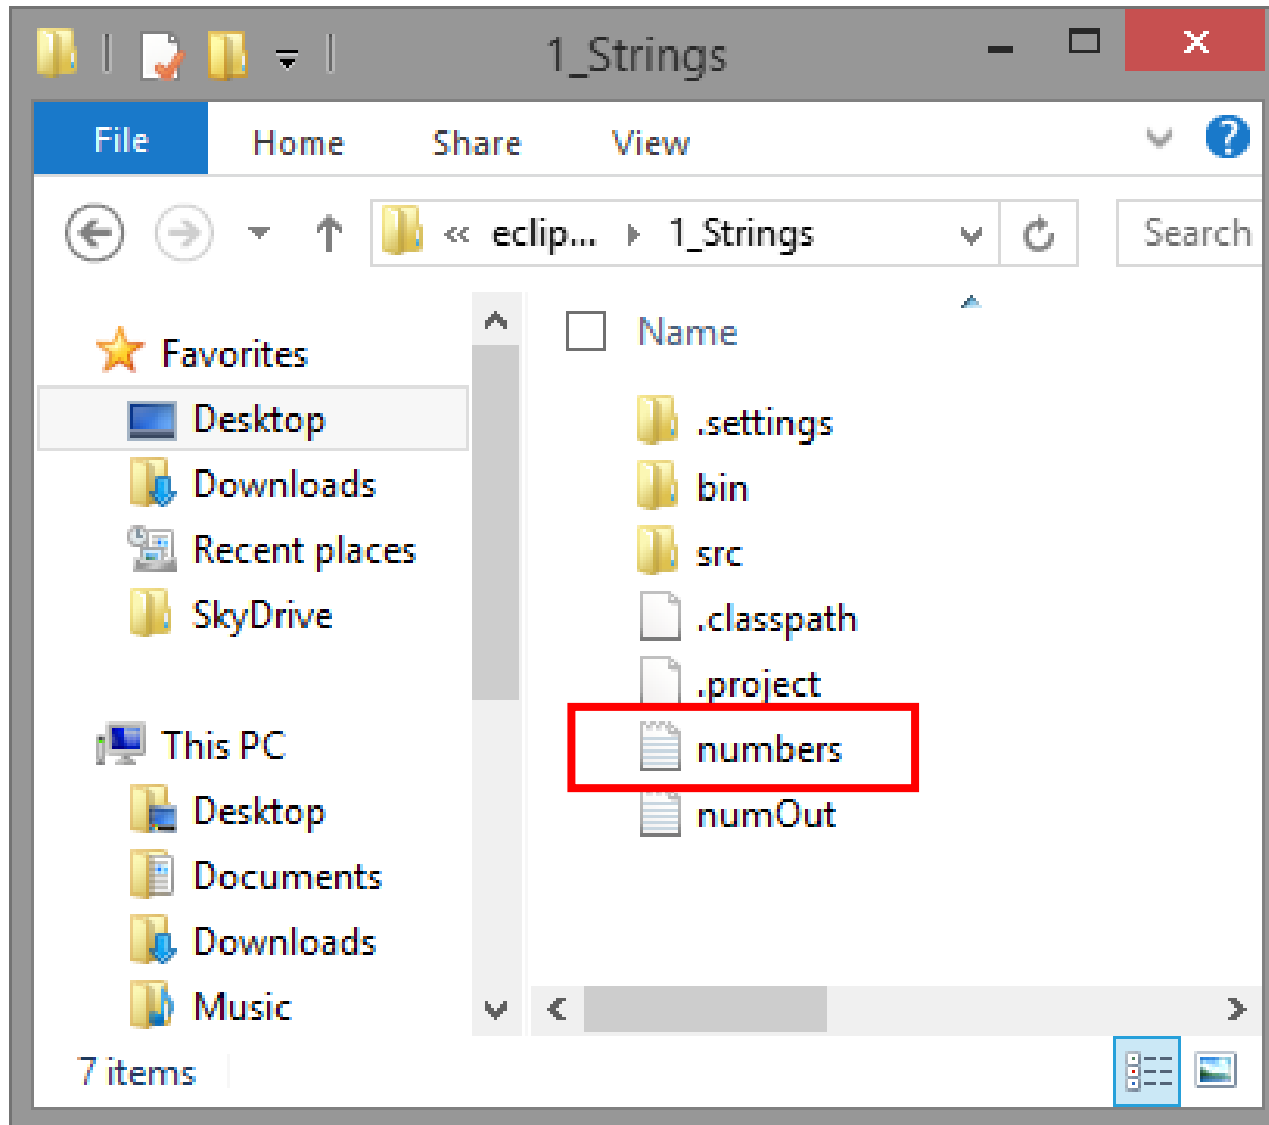 1_Strings
File Home Share View
« eclip... 1_Strings Search
Name
Favorites
Desktop
Downloads
Recent places
SkyDrive
This PC
Desktop
Documents
Downloads
Music
.settings
bin
src
.classpath
.project
numbers
numOut
7 items